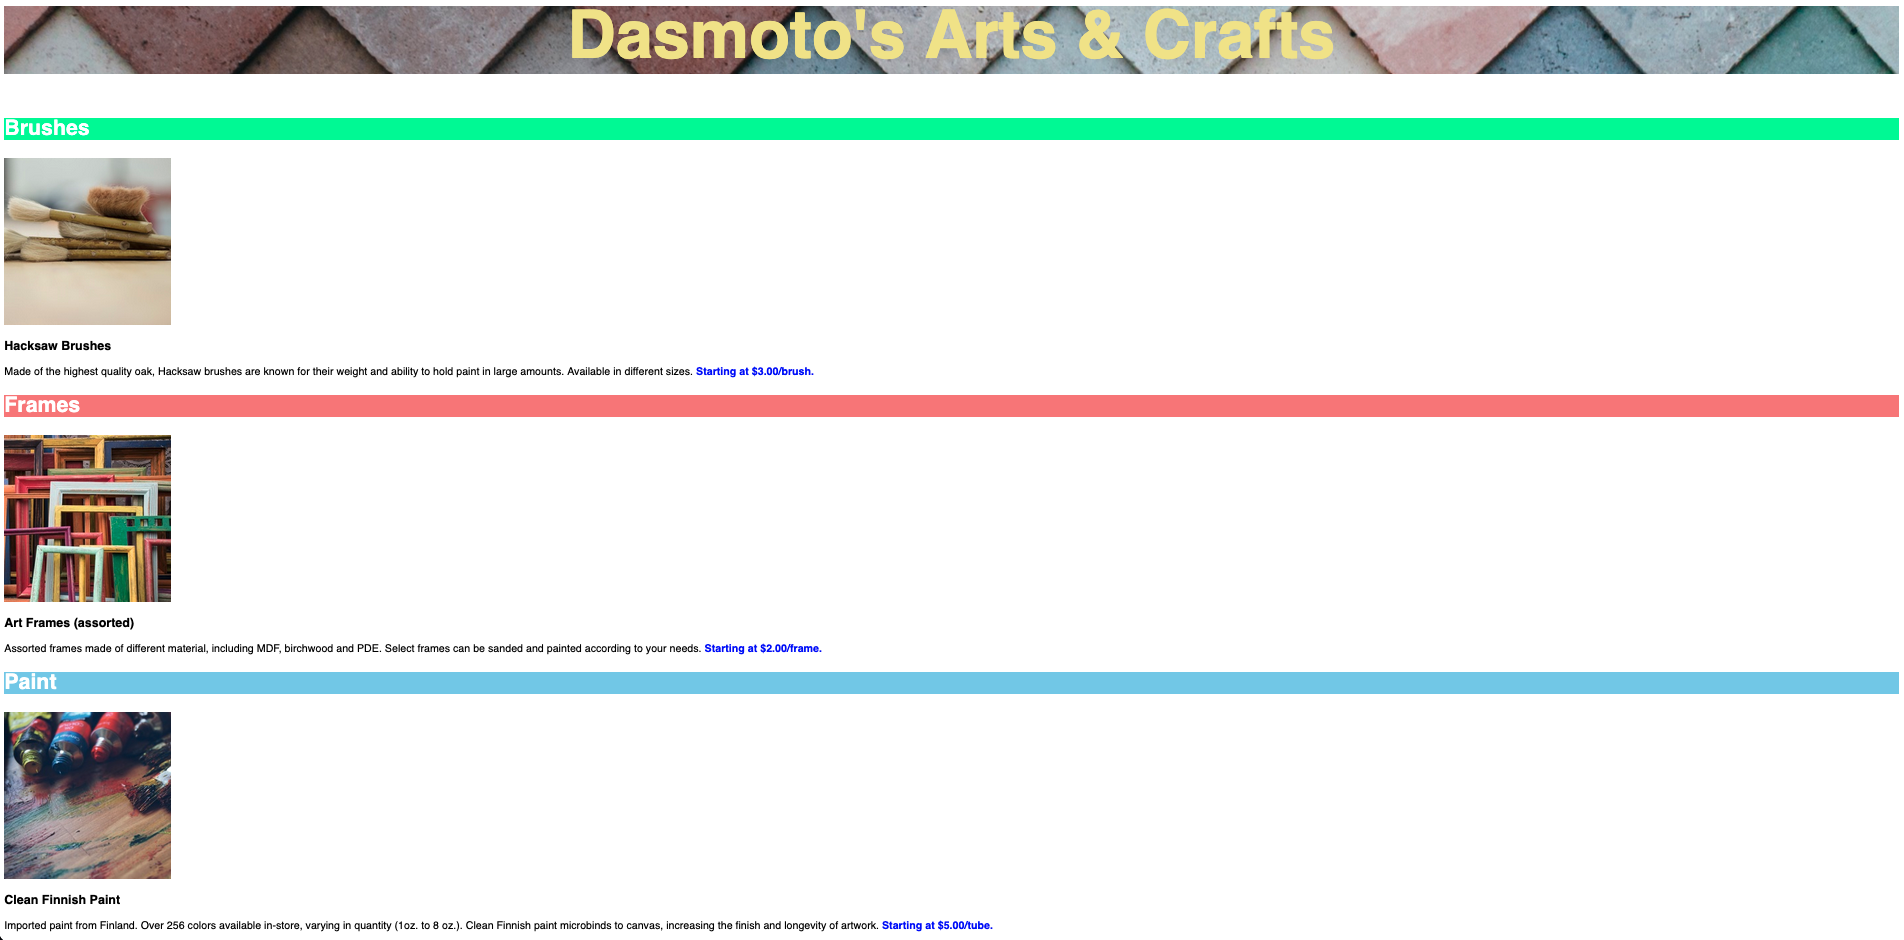 Dasmoto's Arts & Crafts
Brushes
Hacksaw Brushes
Made of the highest quality oak, Hacksaw brushes are known for their weight and ability to hold paint in large amounts. Available in different sizes. Starting at $3.00/brush.
Frames
Art Frames (assorted)
Assorted frames made of different material, including MDF, birchwood and PDE. Select frames can be sanded and painted according to your needs. Starting at $2.00/frame.
Paint
Clean Finnish Paint
Imported paint from Finland. Over 256 colors available in-store, varying in quantity (1oz. to 8 oz.). Clean Finnish paint microbinds to canvas, increasing the finish and longevity of artwork. Starting at $5.00/tube.